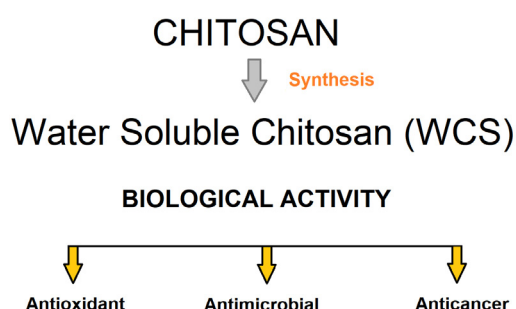 CHITOSAN
Synthesis
Water Soluble Chitosan (WCS)
BIOLOGICAL ACTIVITY
Antioxidant Antimicrobial Anticancer